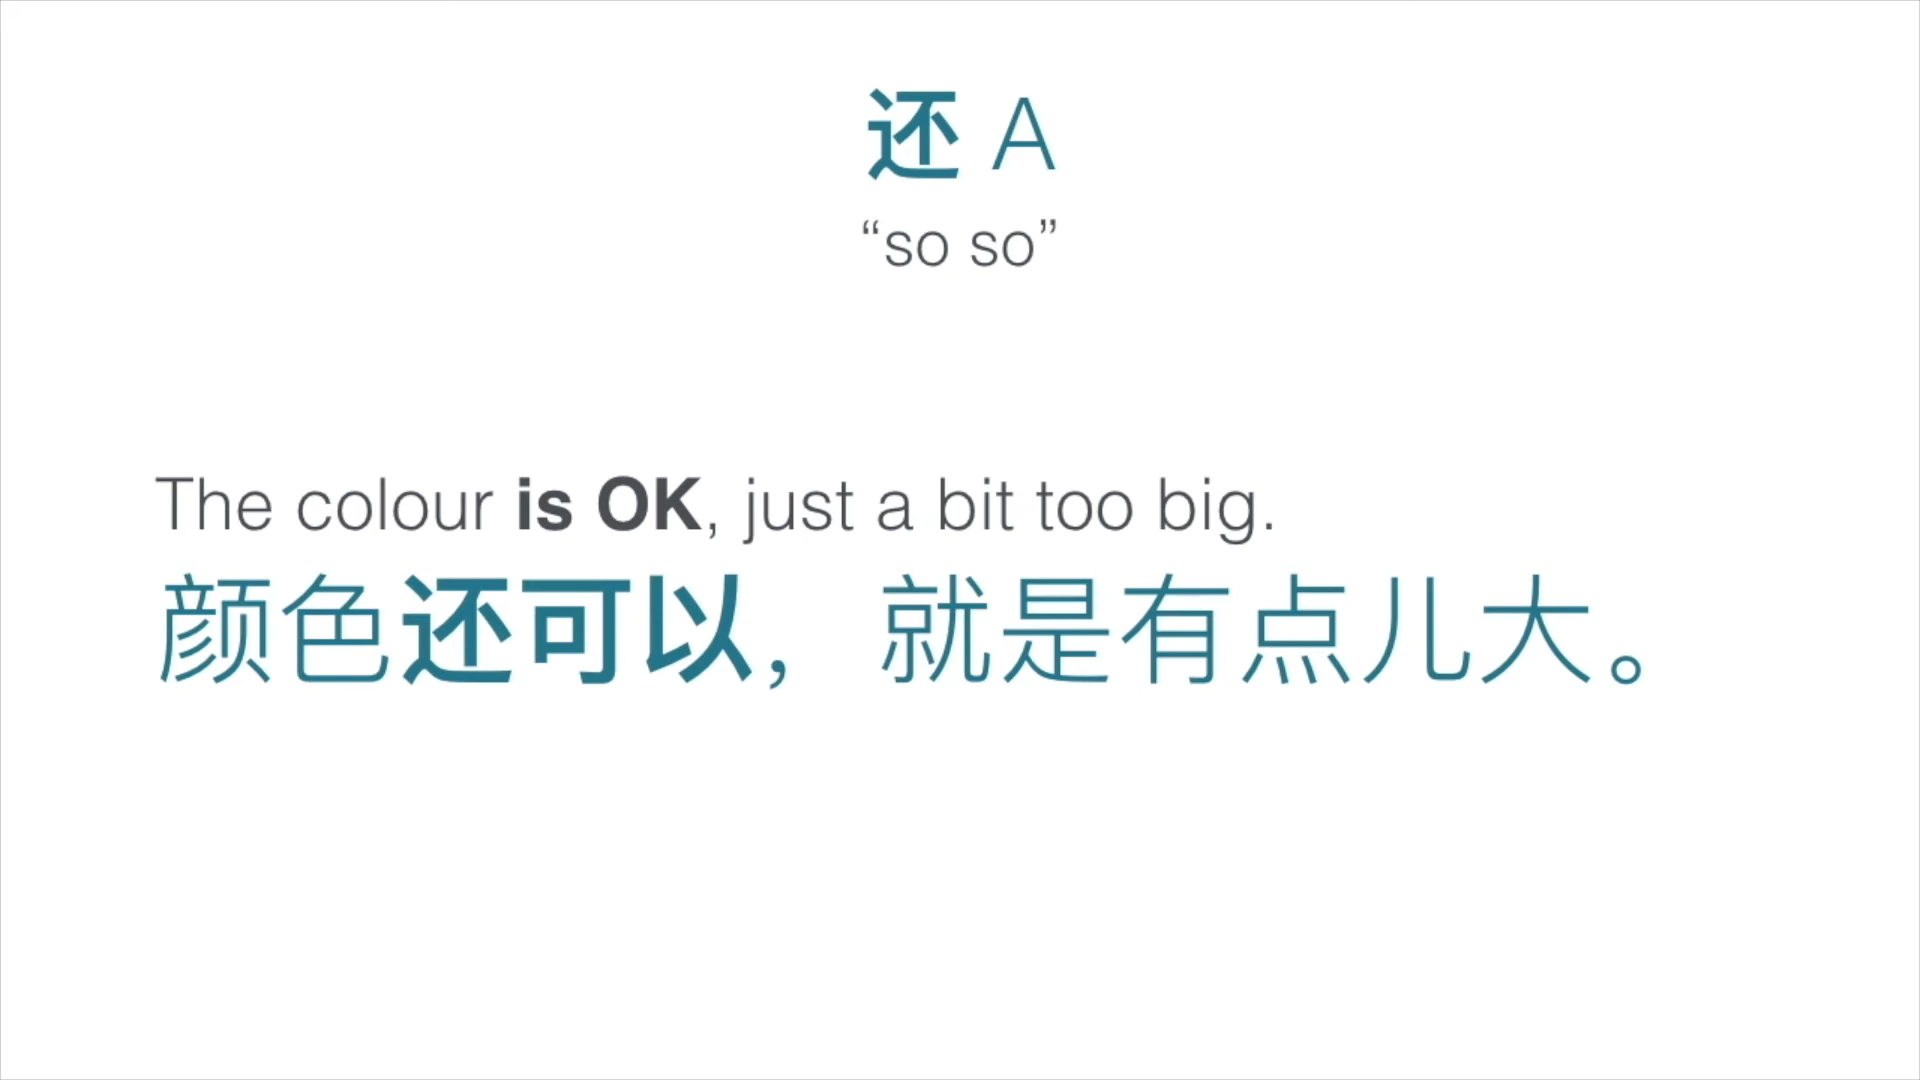 还 A
“so so”
The colour is OK, just a bit too big.
颜色还可以，就是有点儿大。